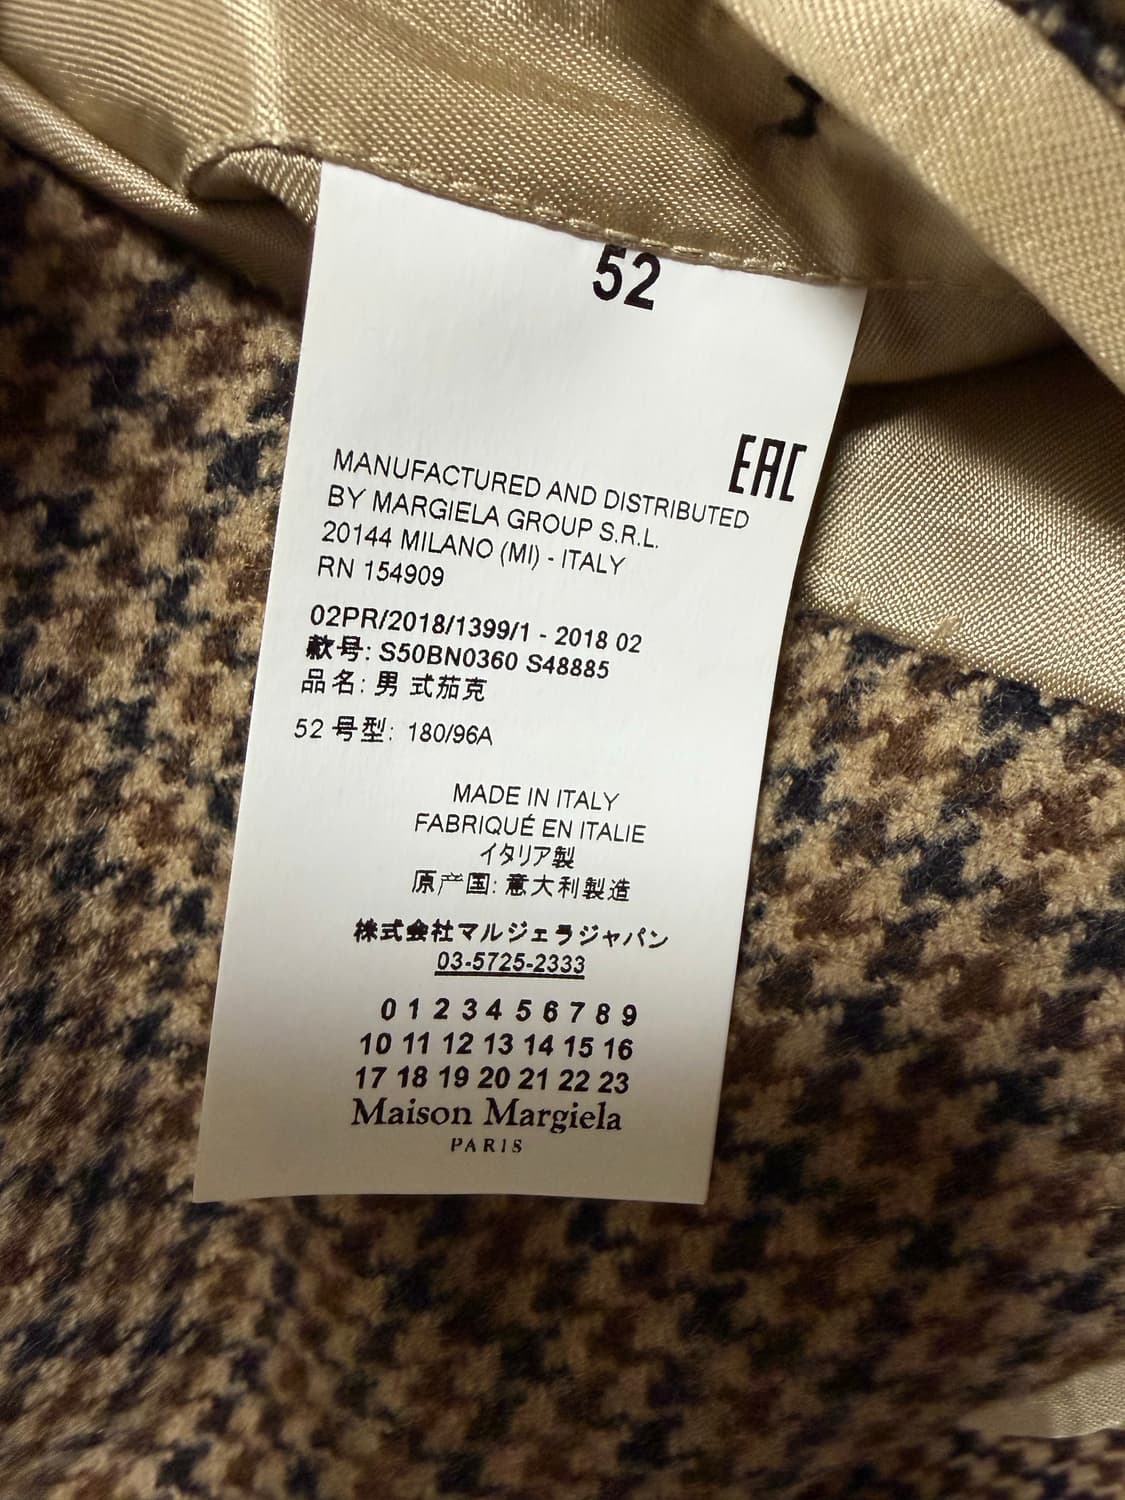 52
EAC
MANUFACTURED AND DISTRIBUTED
BY MARGIELA GROUP S.R.L.
20144 MILANO (MI) - ITALY
RN 154909
02PR/2018/1399/1 - 2018 02
款号: S50BN0360 S48885
品名: 男 式茄克
52 号型: 180/96A
MADE IN ITALY
FABRIQUÉ EN ITALIE
イタリア製
原产国: 意大利製造
株式会社マルジェラジャパン
03-5725-2333
0 1 2 3 4 5 6 7 8 9
10 11 12 13 14 15 16
17 18 19 20 21 22 23
Maison Margiela
PARIS